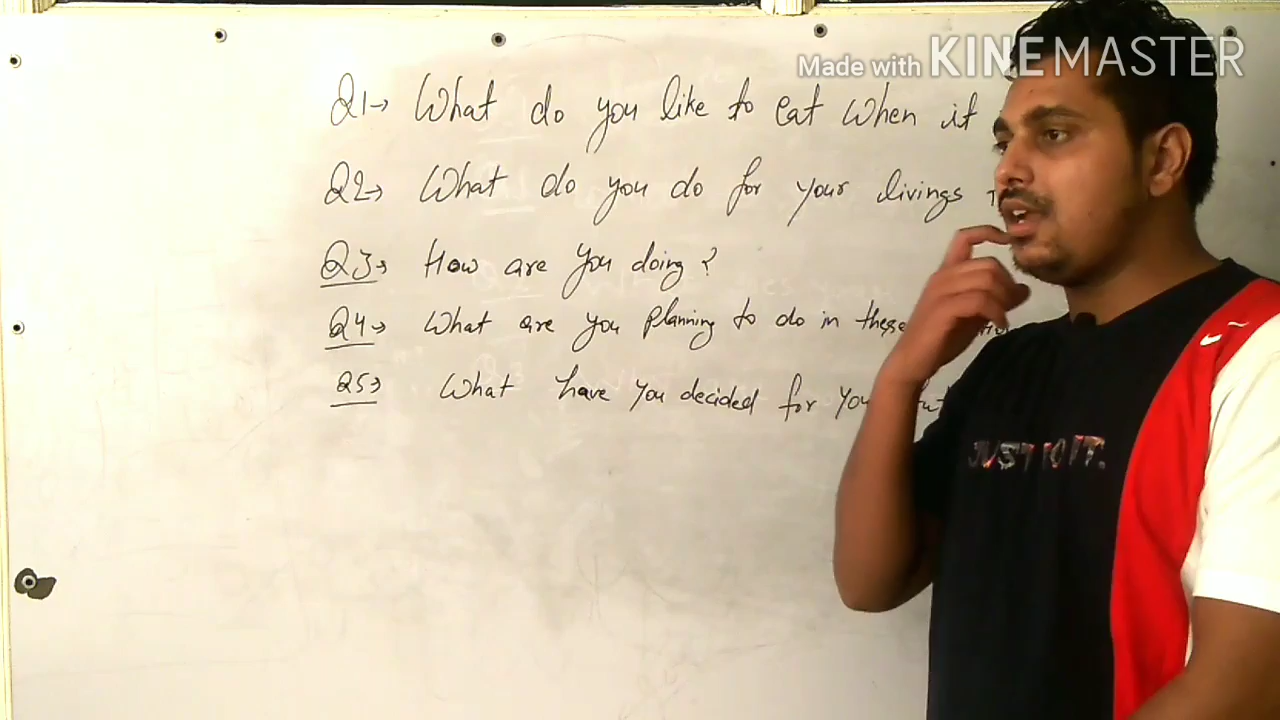 Made with KINEMASTER
Q1→ What do you like to eat when it
Q2→ What do you do for your livings
Q3→ How are you doing?
Q4→ What are you planning to do in these
Q5→ What have you decided for you fut
JUST DO IT.